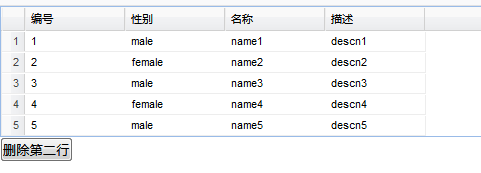 编号 性别 名称 描述
1 1 male name1 descn1
2 2 female name2 descn2
3 3 male name3 descn3
4 4 female name4 descn4
5 5 male name5 descn5
删除第二行